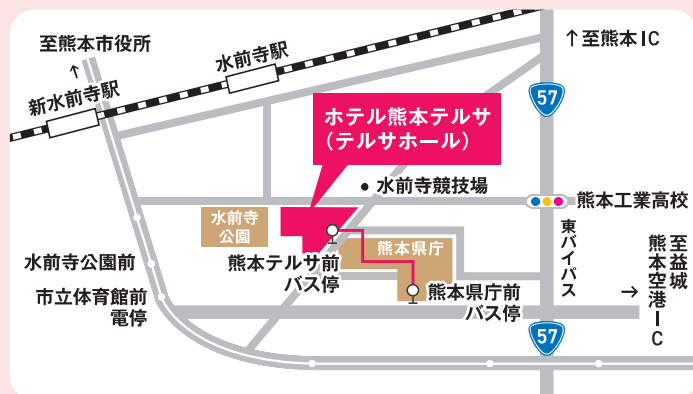 至熊本市役所
↑
水前寺駅
新水前寺駅
↑至熊本IC
57
ホテル熊本テルサ
(テルサホール)
水前寺競技場
熊本工業高校
水前寺
公園
熊本県庁
東バイパス
至益城
熊本空港IC
→
水前寺公園前
熊本テルサ前
バス停
市立体育館前
電停
熊本県庁前
バス停
57